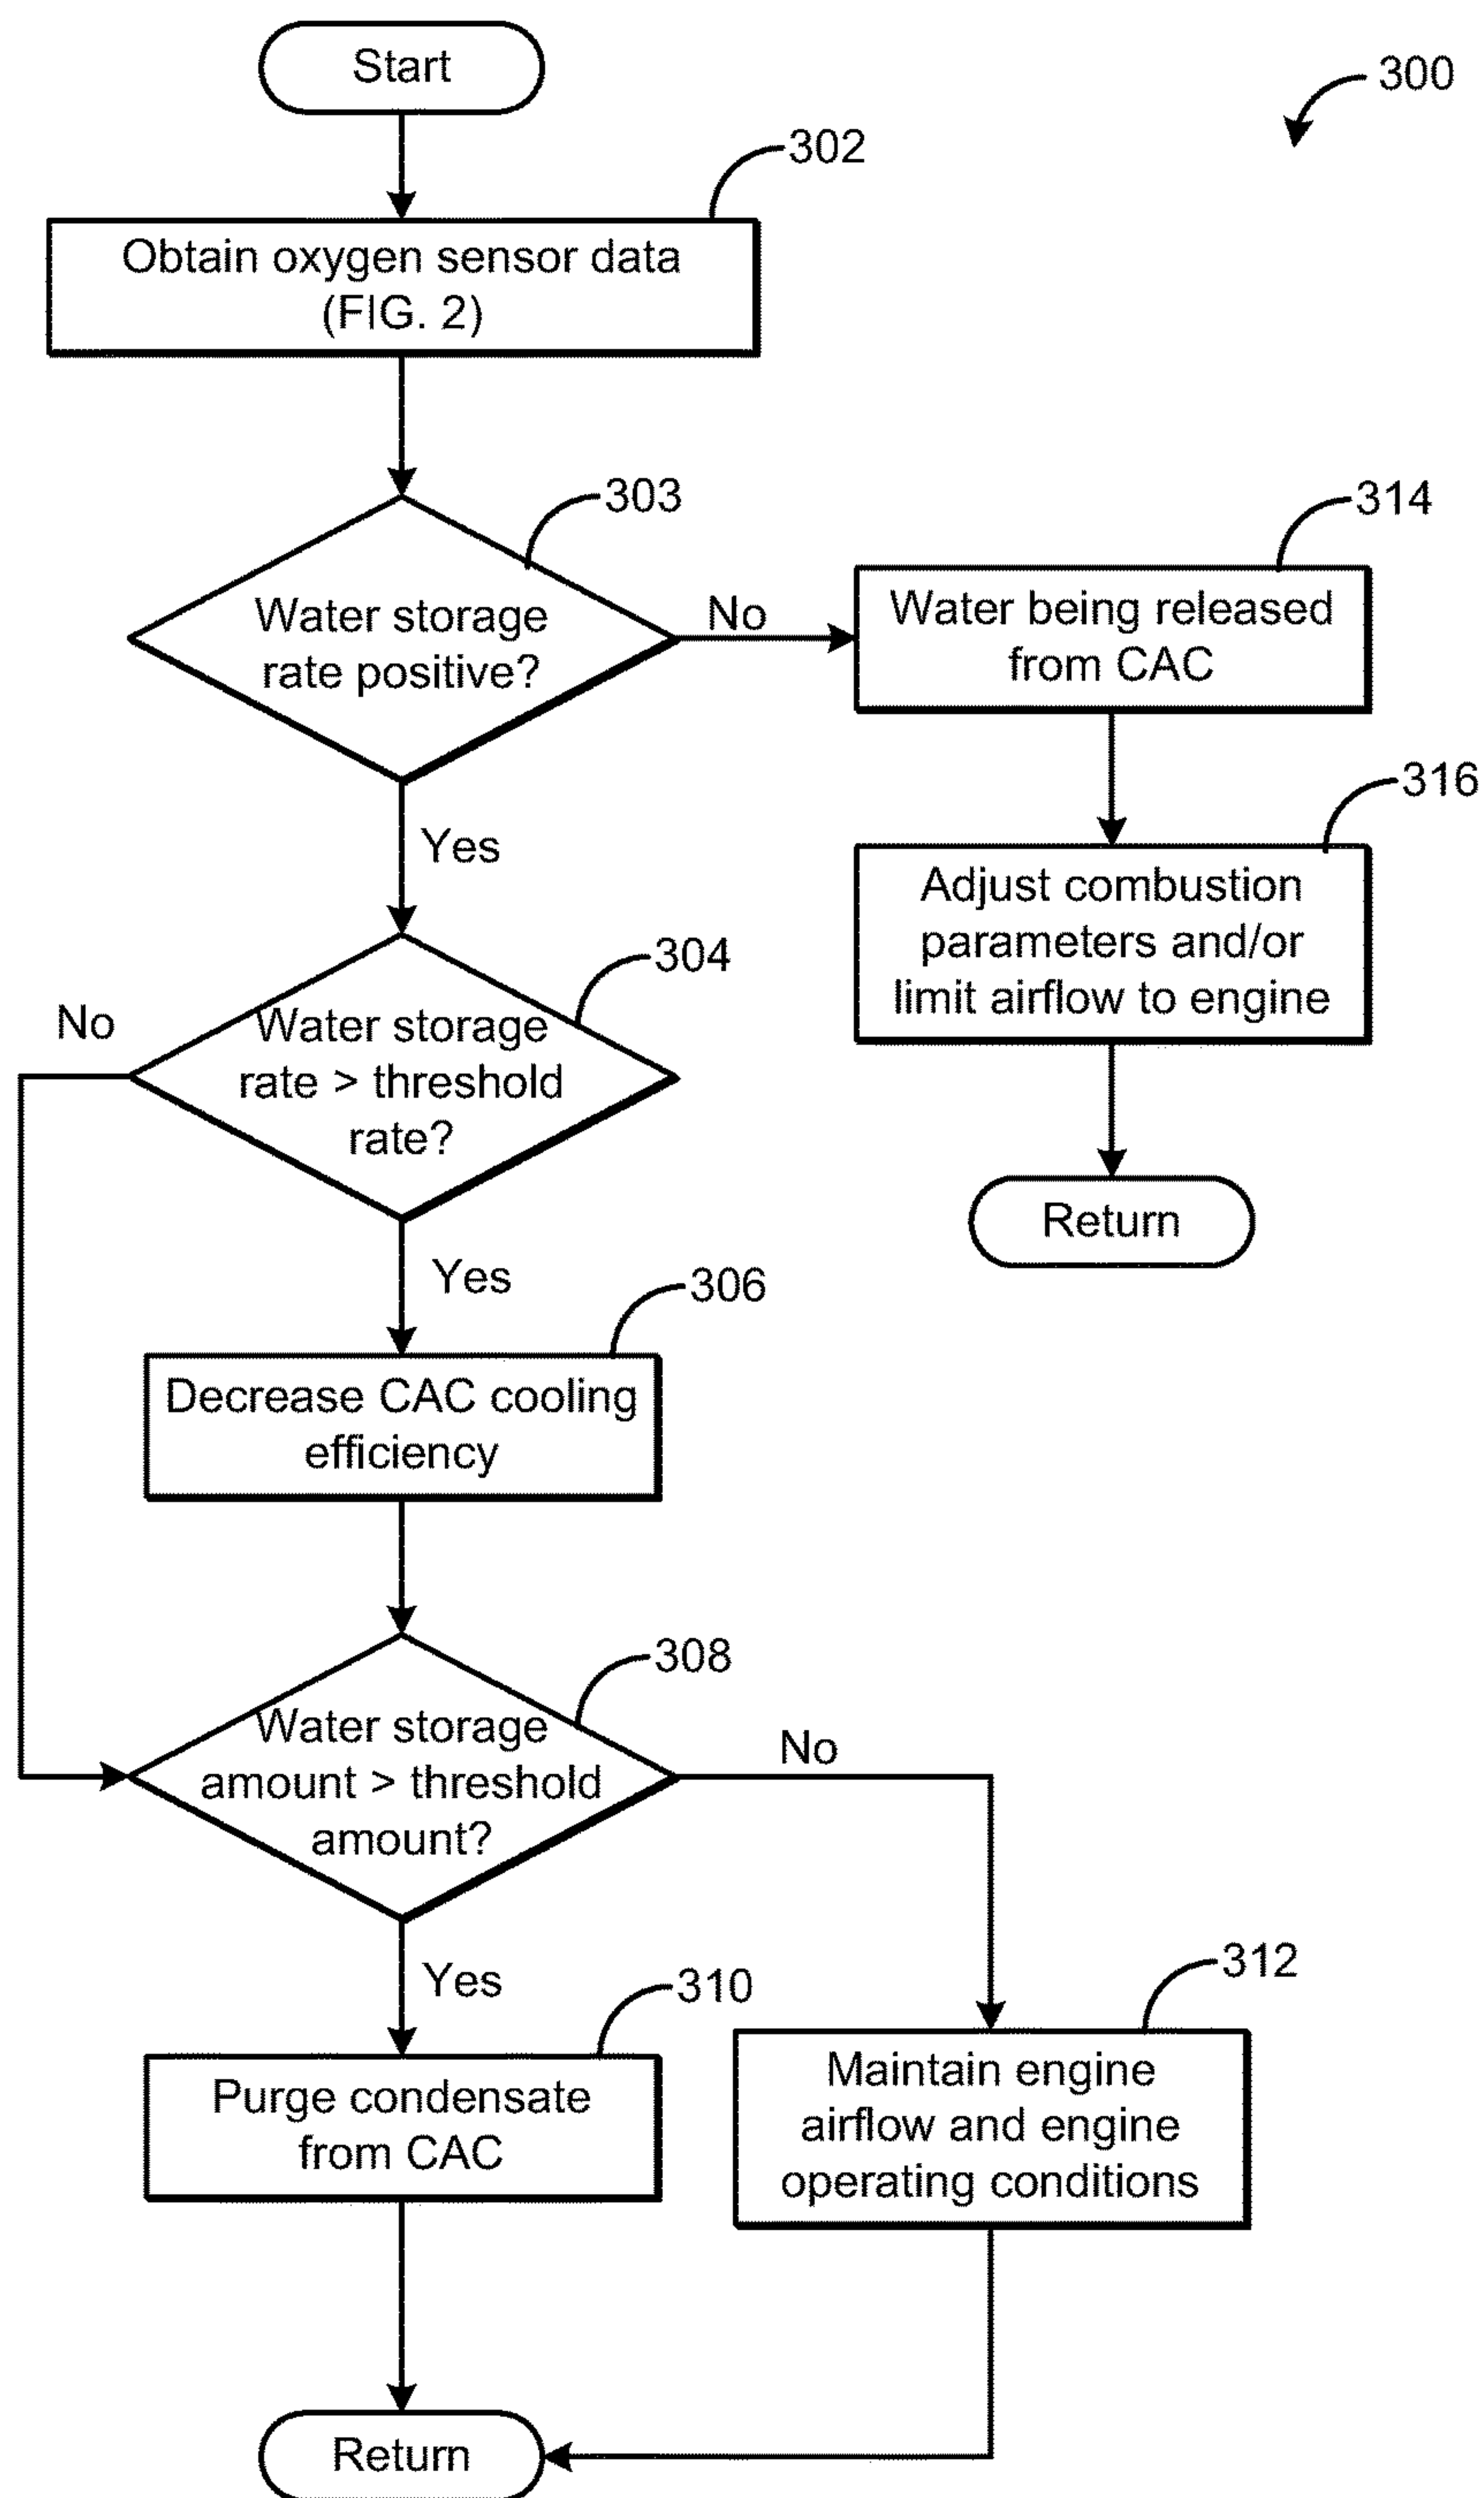 Start
300
302
Obtain oxygen sensor data
(FIG. 2)
303
Water storage
rate positive?
No
314
Water being released
from CAC
Yes
316
Adjust combustion
parameters and/or
limit airflow to engine
Return
304
No
Water storage
rate > threshold
rate?
Yes
306
Decrease CAC cooling
efficiency
308
Water storage
amount > threshold
amount?
No
Yes
310
Purge condensate
from CAC
312
Maintain engine
airflow and engine
operating conditions
Return